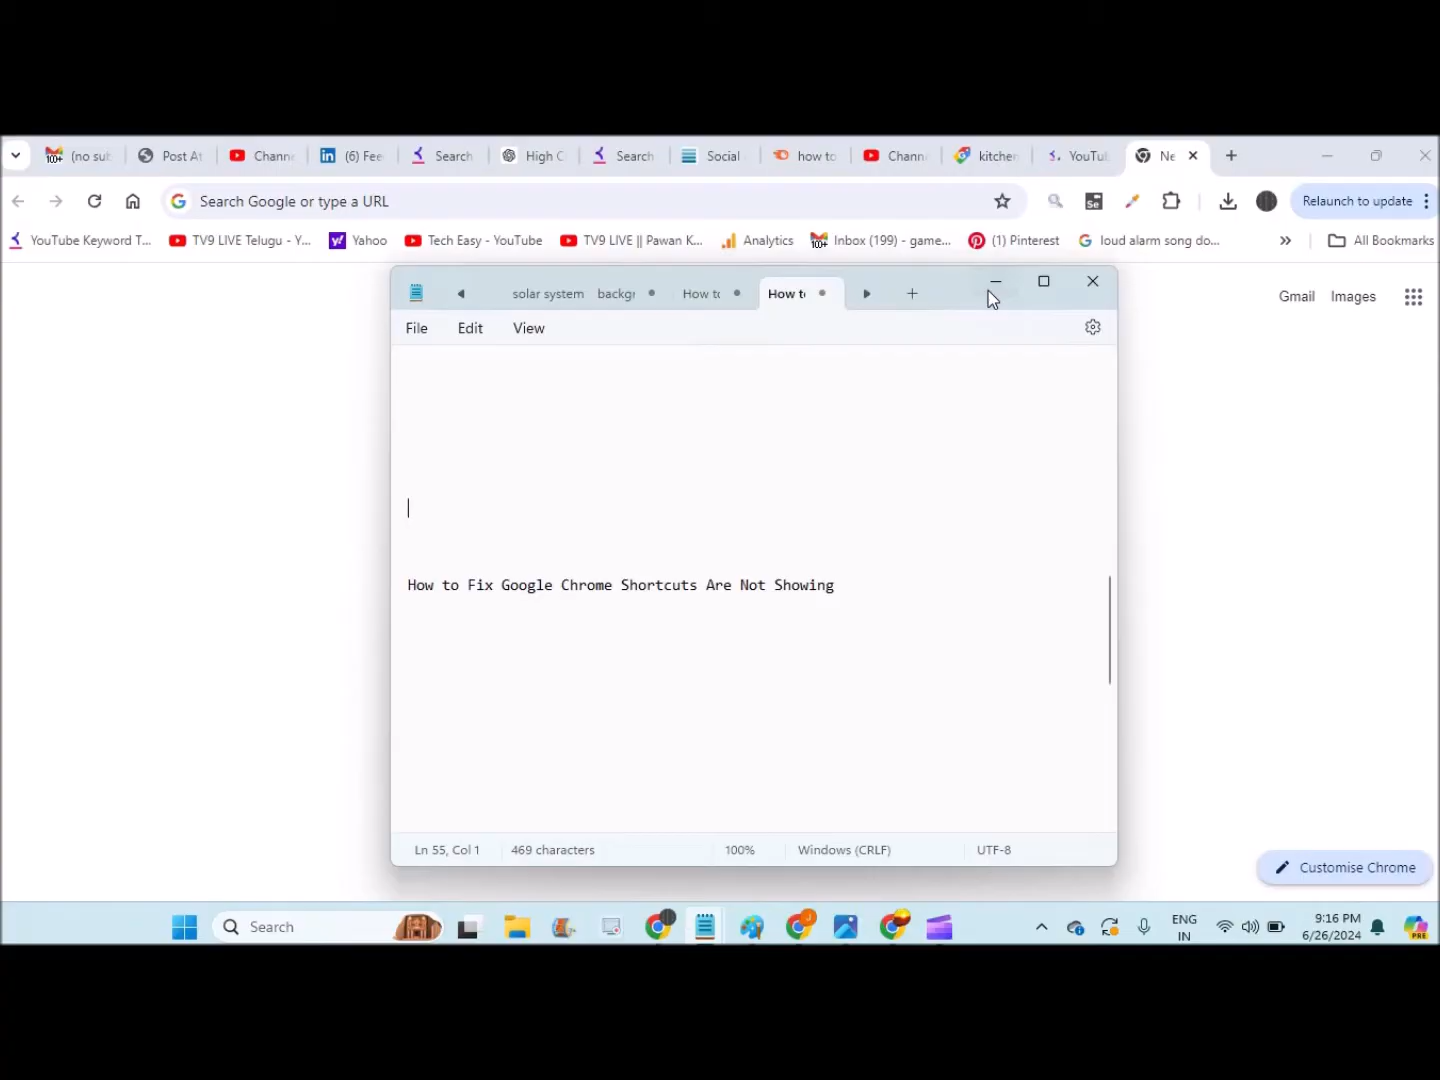 (no sub
Post At
Chann
(6) Fee
Search
High C
Search
Social
how to
Chann
kitchen
YouTu
Ne
Search Google or type a URL
Relaunch to update
YouTube Keyword T...
TV9 LIVE Telugu - Y...
Yahoo
Tech Easy - YouTube
TV9 LIVE || Pawan K...
Analytics
Inbox (199) - game...
(1) Pinterest
loud alarm song do...
All Bookmarks
Gmail Images
solar system backgr
How to
How to
File Edit View
How to Fix Google Chrome Shortcuts Are Not Showing
Ln 55, Col 1
469 characters
100%
Windows (CRLF)
UTF-8
Customise Chrome
Search
ENG
IN
9:16 PM
6/26/2024